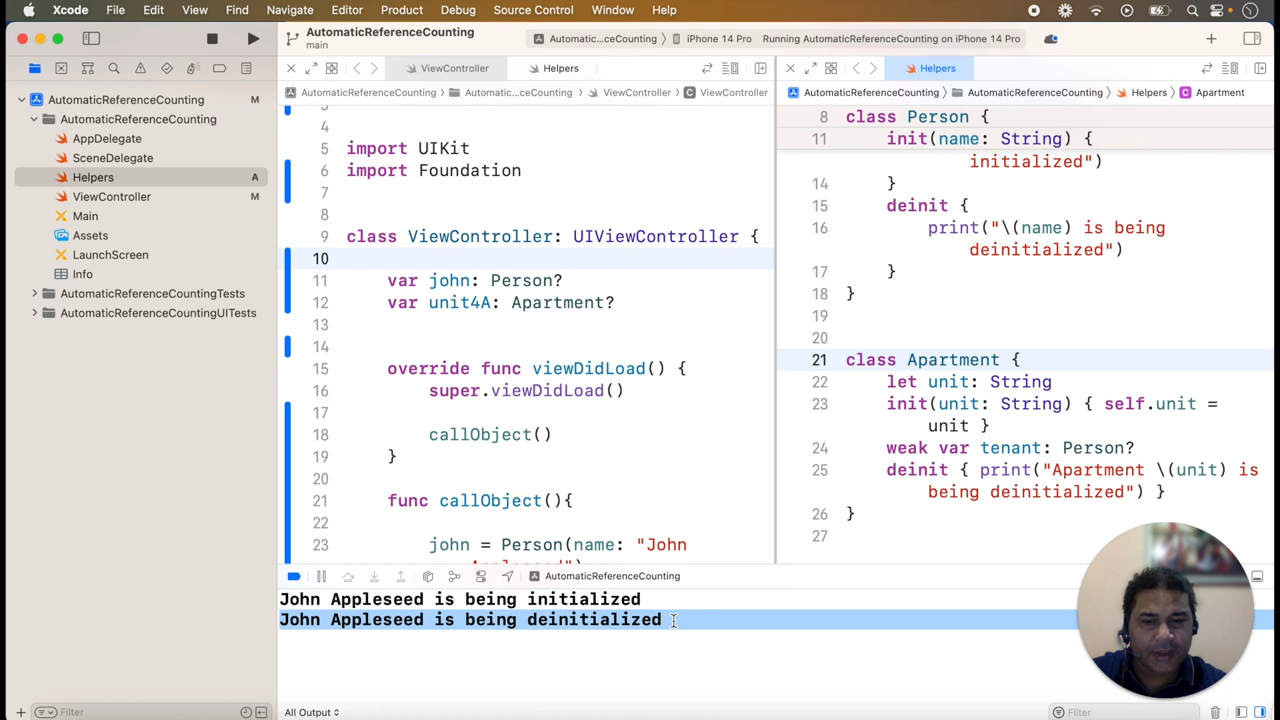 Xcode File Edit View Find Navigate Editor Product Debug Source Control Window Help
AutomaticReferenceCounting
main
Automatic...ceCounting
iPhone 14 Pro
Running AutomaticReferenceCounting on iPhone 14 Pro
ViewController
Helpers
Helpers
AutomaticReferenceCounting
Automatic...ceCounting
ViewController
ViewController
AutomaticReferenceCounting
AutomaticReferenceCounting
Helpers
Apartment
AutomaticReferenceCounting M
AutomaticReferenceCounting
AppDelegate
SceneDelegate
Helpers A
ViewController M
Main
Assets
LaunchScreen
Info
AutomaticReferenceCountingTests
AutomaticReferenceCountingUITests
4
5 import UIKit
6 import Foundation
7
8
9 class ViewController: UIViewController {
10
11 var john: Person?
12 var unit4A: Apartment?
13
14
15 override func viewDidLoad() {
16 super.viewDidLoad()
17
18 callObject()
19 }
20
21 func callObject(){
22
23 john = Person(name: "John
Appleseed")
8 class Person {
11 init(name: String) {
initialized")
14 }
15 deinit {
16 print("\(name) is being
deinitialized")
17 }
18 }
19
20
21 class Apartment {
22 let unit: String
23 init(unit: String) { self.unit =
unit }
24 weak var tenant: Person?
25 deinit { print("Apartment \(unit) is
being deinitialized") }
26 }
27
AutomaticReferenceCounting
John Appleseed is being initialized
John Appleseed is being deinitialized
Filter
All Output
Filter